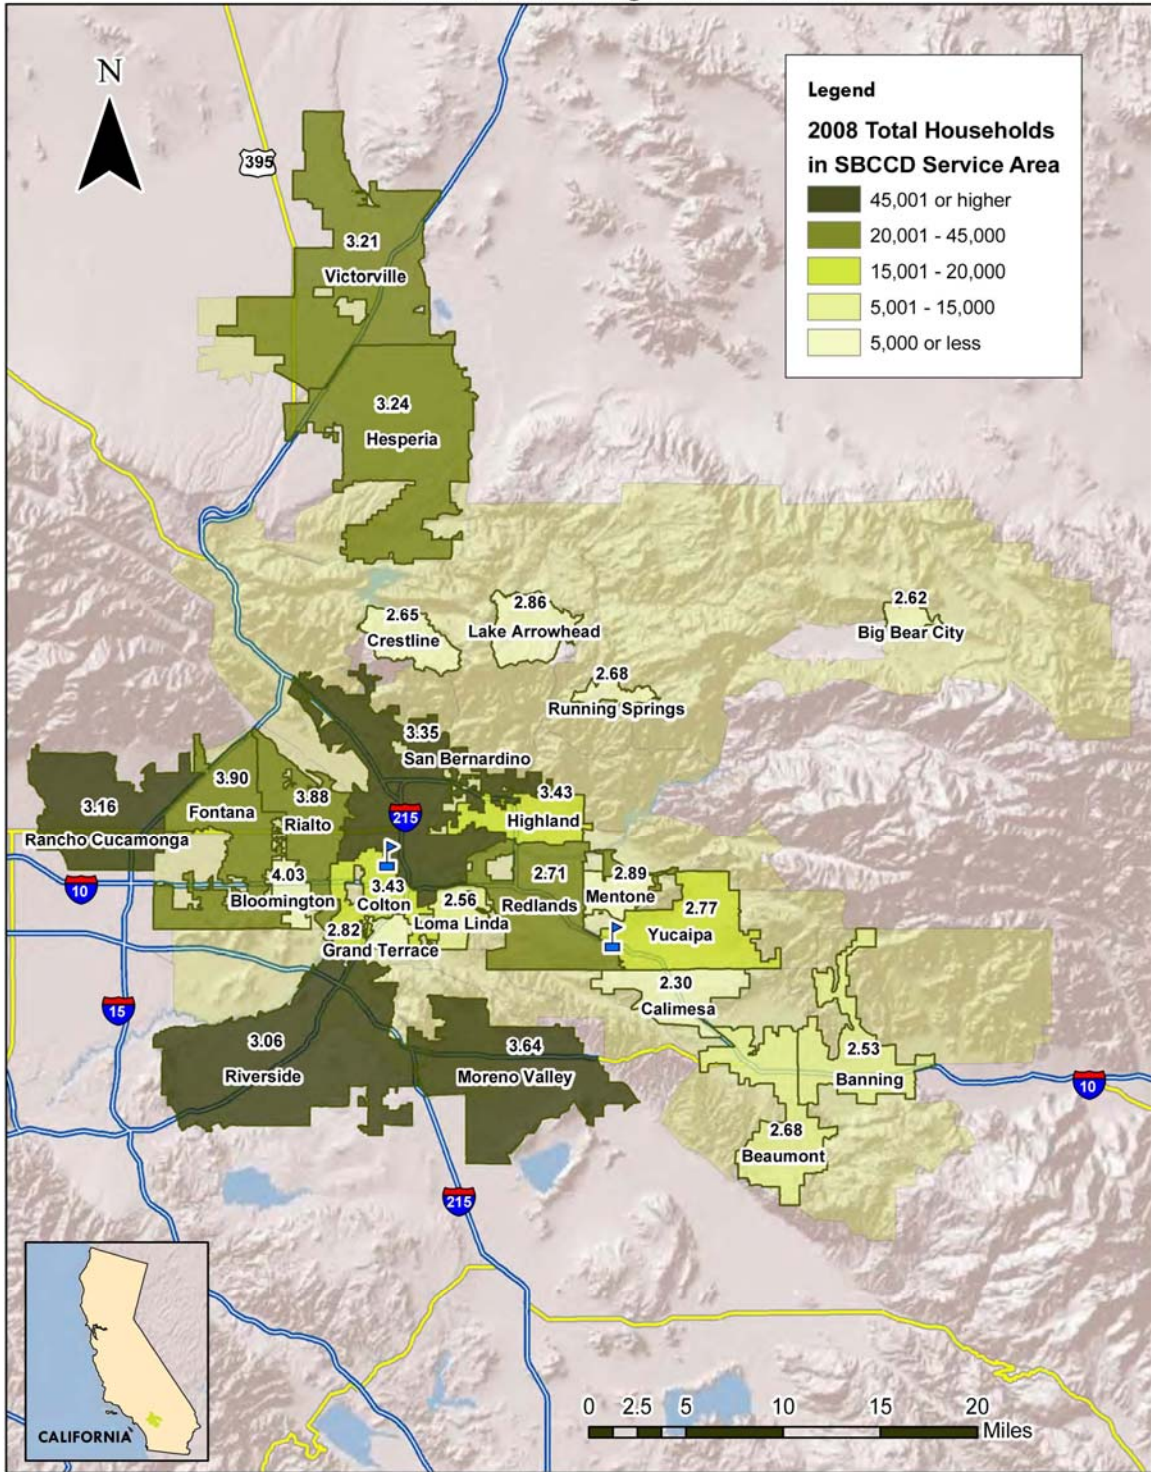 N
395
Legend
2008 Total Households
in SBCCD Service Area
45,001 or higher
20,001 - 45,000
15,001 - 20,000
5,001 - 15,000
5,000 or less
3.21
Victorville
3.24
Hesperia
2.65
Crestline
2.86
Lake Arrowhead
2.62
Big Bear City
2.68
Running Springs
3.35
San Bernardino
3.16
Rancho Cucamonga
3.90
Fontana
3.88
Rialto
215
3.43
Highland
10
4.03
Bloomington
3.43
Colton
2.56
Loma Linda
2.71
Redlands
2.89
Mentone
2.77
Yucaipa
2.82
Grand Terrace
2.30
Calimesa
15
3.06
Riverside
3.64
Moreno Valley
2.53
Banning
10
2.68
Beaumont
215
CALIFORNIA
0 2.5 5 10 15 20
Miles